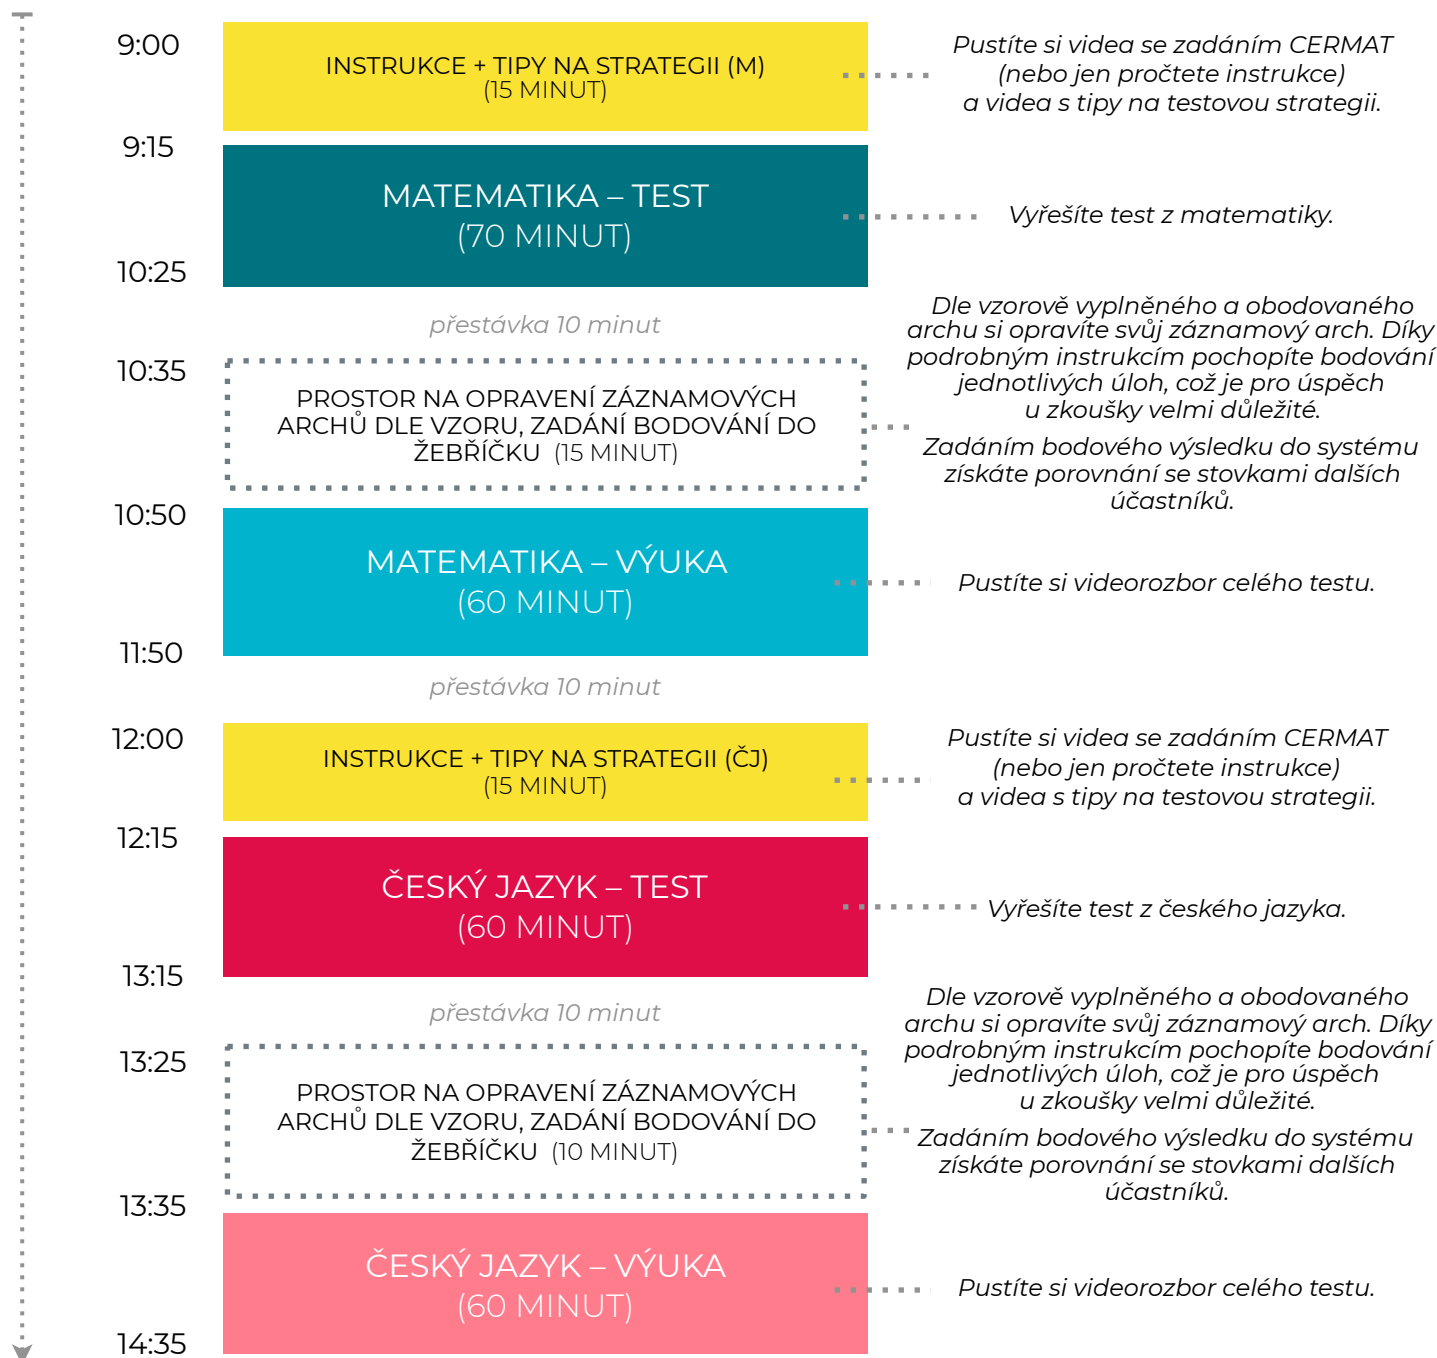 9:00
INSTRUKCE + TIPY NA STRATEGII (M)
(15 MINUT)
Pustíte si videa se zadáním CERMAT
(nebo jen pročtete instrukce)
a videa s tipy na testovou strategii.
9:15
MATEMATIKA – TEST
(70 MINUT)
Vyřešíte test z matematiky.
10:25
přestávka 10 minut
10:35
PROSTOR NA OPRAVENÍ ZÁZNAMOVÝCH
ARCHŮ DLE VZORU, ZADÁNÍ BODOVÁNÍ DO
ŽEBŘÍČKU (15 MINUT)
Dle vzorově vyplněného a obodovaného
archu si opravíte svůj záznamový arch. Díky
podrobným instrukcím pochopíte bodování
jednotlivých úloh, což je pro úspěch
u zkoušky velmi důležité.
Zadáním bodového výsledku do systému
získáte porovnání se stovkami dalších
účastníků.
10:50
MATEMATIKA – VÝUKA
(60 MINUT)
Pustíte si videorozbor celého testu.
11:50
přestávka 10 minut
12:00
INSTRUKCE + TIPY NA STRATEGII (ČJ)
(15 MINUT)
Pustíte si videa se zadáním CERMAT
(nebo jen pročtete instrukce)
a videa s tipy na testovou strategii.
12:15
ČESKÝ JAZYK – TEST
(60 MINUT)
Vyřešíte test z českého jazyka.
13:15
přestávka 10 minut
13:25
PROSTOR NA OPRAVENÍ ZÁZNAMOVÝCH
ARCHŮ DLE VZORU, ZADÁNÍ BODOVÁNÍ DO
ŽEBŘÍČKU (10 MINUT)
Dle vzorově vyplněného a obodovaného
archu si opravíte svůj záznamový arch. Díky
podrobným instrukcím pochopíte bodování
jednotlivých úloh, což je pro úspěch
u zkoušky velmi důležité.
Zadáním bodového výsledku do systému
získáte porovnání se stovkami dalších
účastníků.
13:35
ČESKÝ JAZYK – VÝUKA
(60 MINUT)
Pustíte si videorozbor celého testu.
14:35